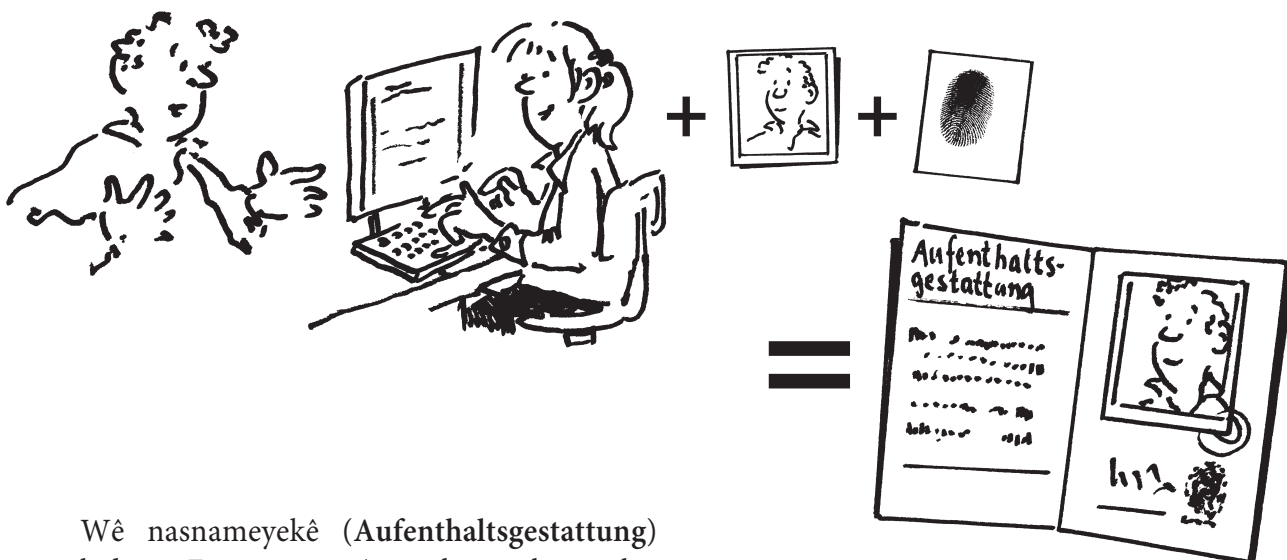 +
+
Aufenthalts-
gestattung
=
Wê nasnameyekê (Aufenthaltsgestattung)